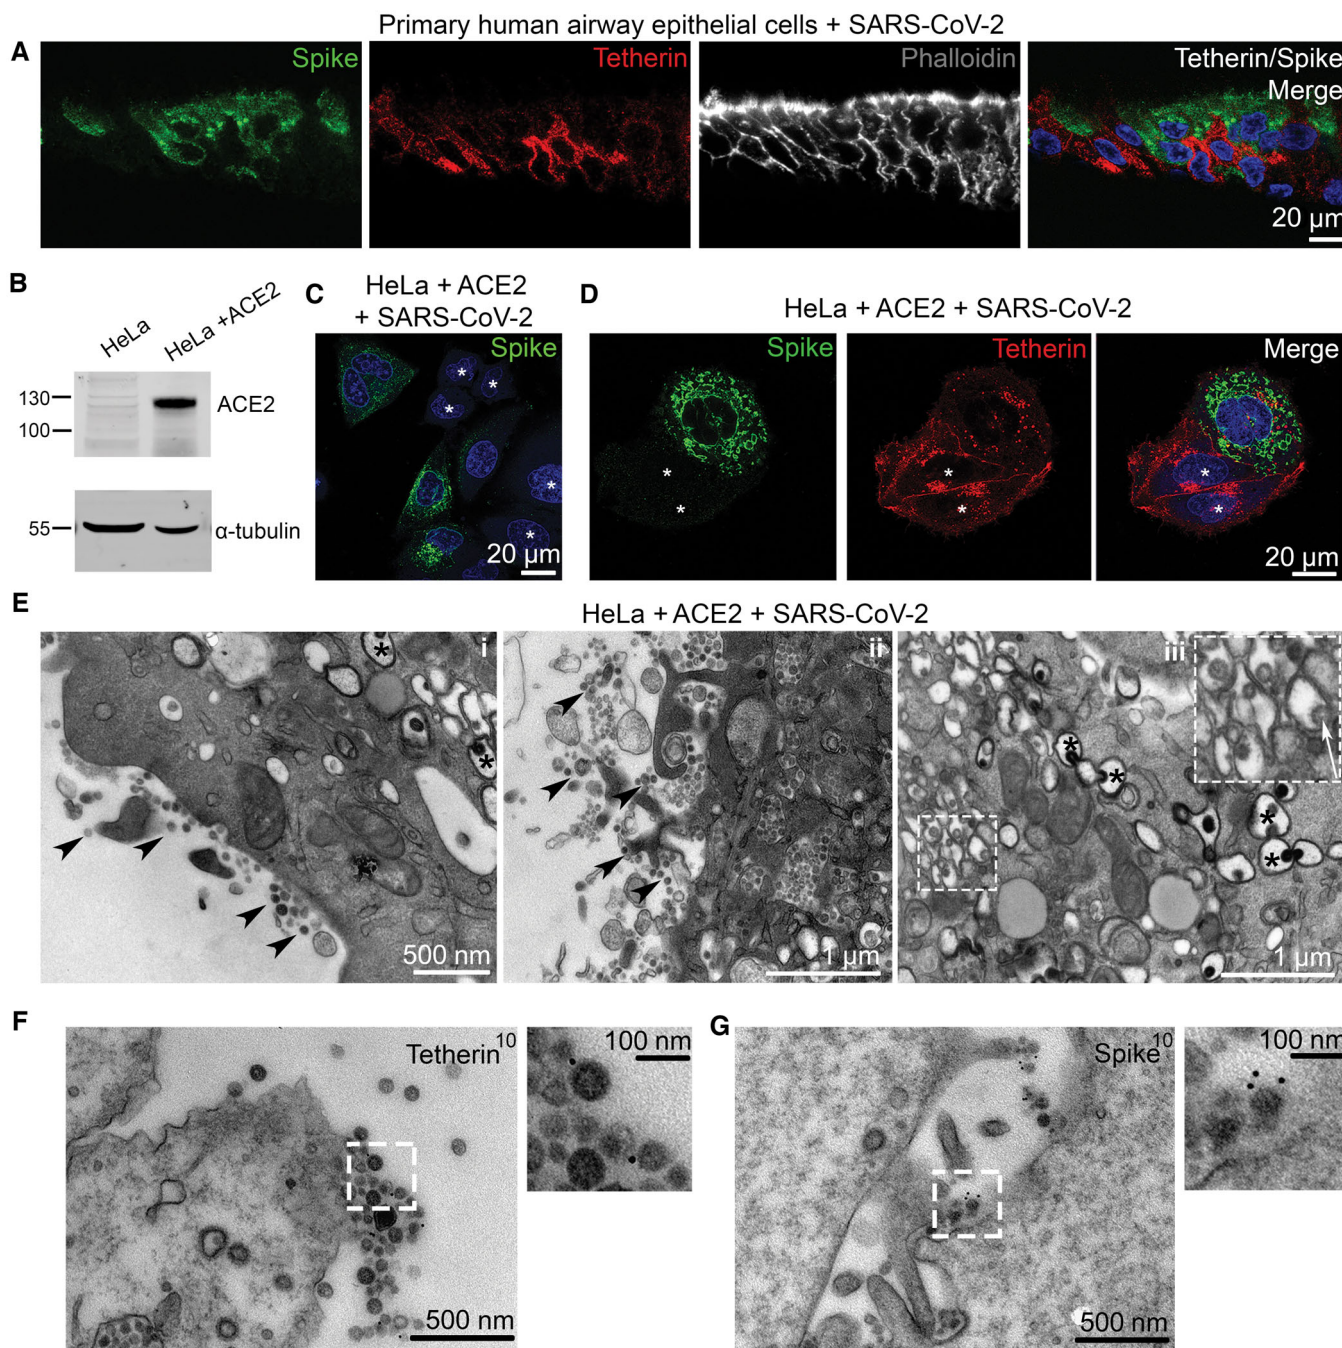 Primary human airway epithelial cells + SARS-CoV-2
A
Spike
Tetherin
Phalloidin
Tetherin/Spike
Merge
20 µm
B
HeLa
HeLa +ACE2
130
100
ACE2
55
α-tubulin
C
HeLa + ACE2
+ SARS-CoV-2
Spike
* * * * *
20 µm
D
HeLa + ACE2 + SARS-CoV-2
Spike
*
*
Tetherin
*
*
Merge
*
*
20 µm
E
HeLa + ACE2 + SARS-CoV-2
i
*
*
500 nm
ii
1 µm
iii
* * * *
1 µm
F
Tetherin10
500 nm
100 nm
G
Spike10
500 nm
100 nm